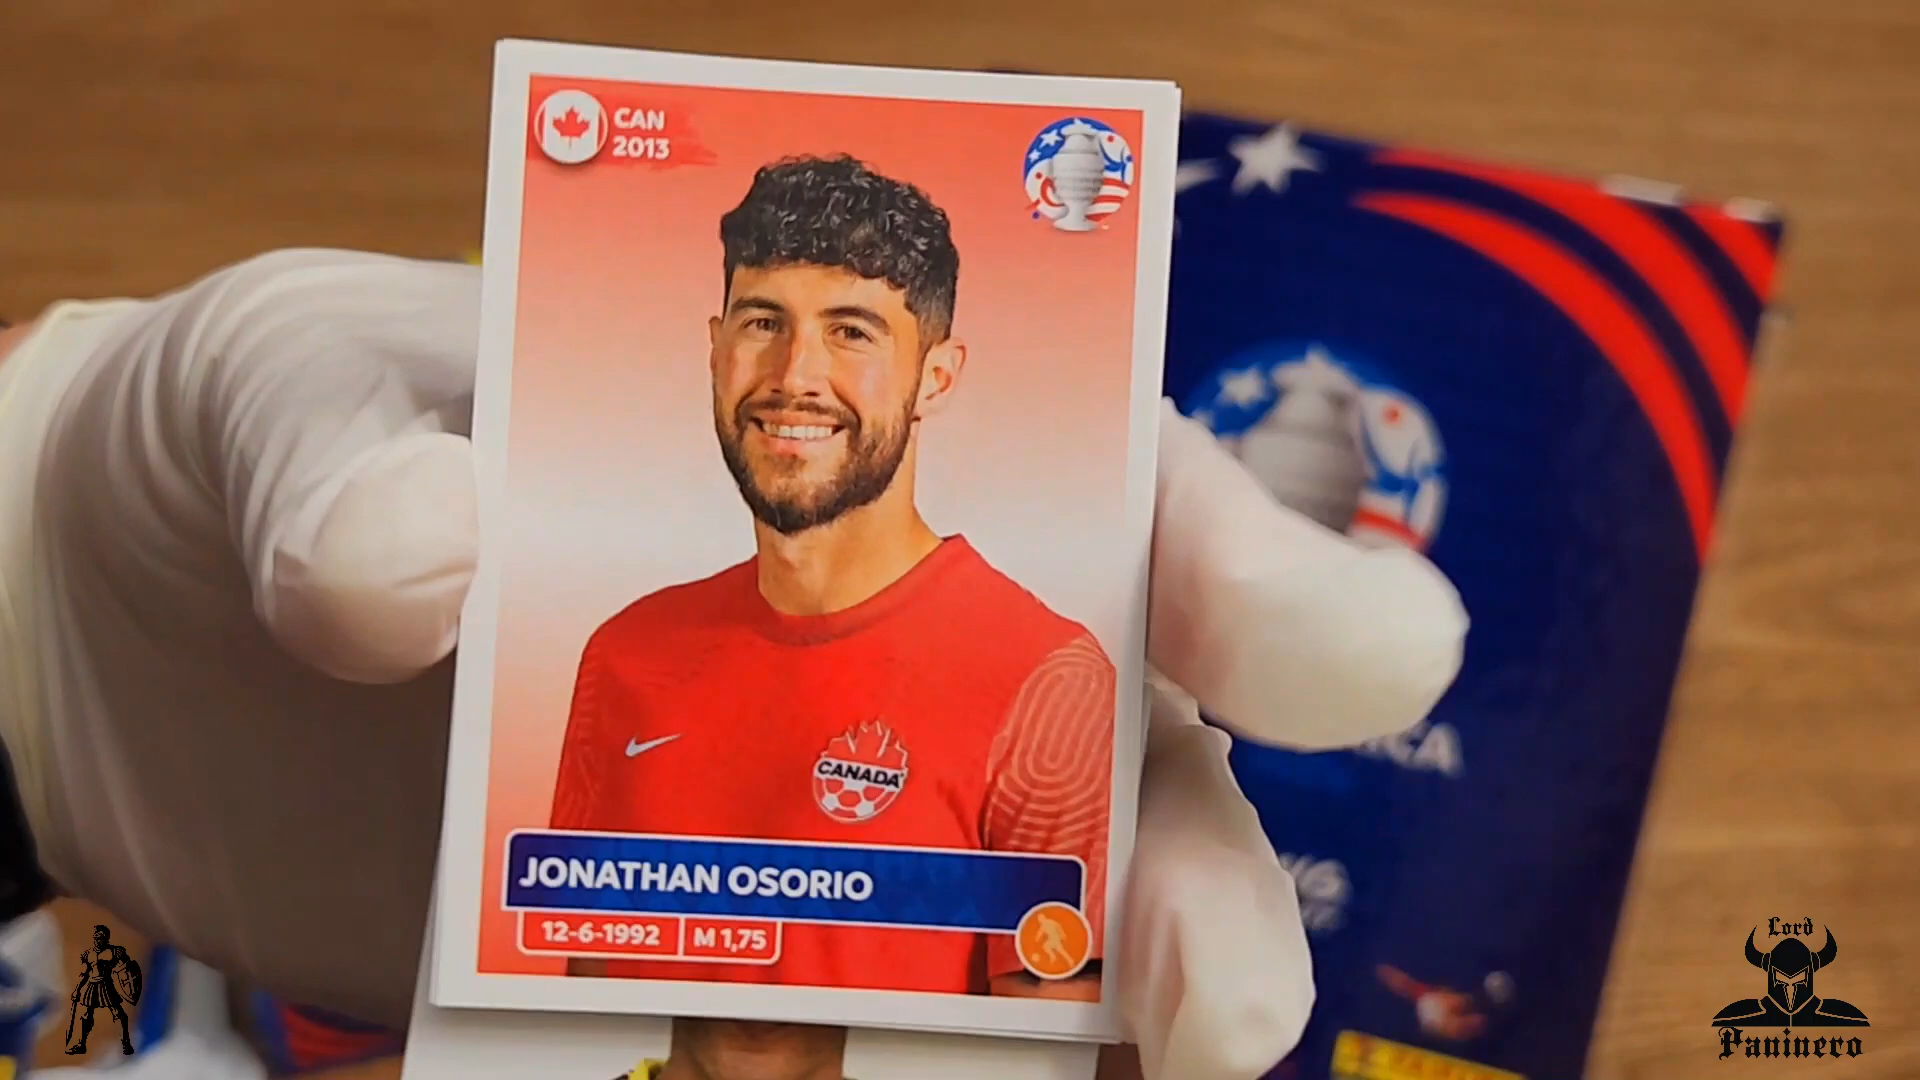 CAN
2013
CANADA
JONATHAN OSORIO
12-6-1992
M 1,75
Lord
Paninero